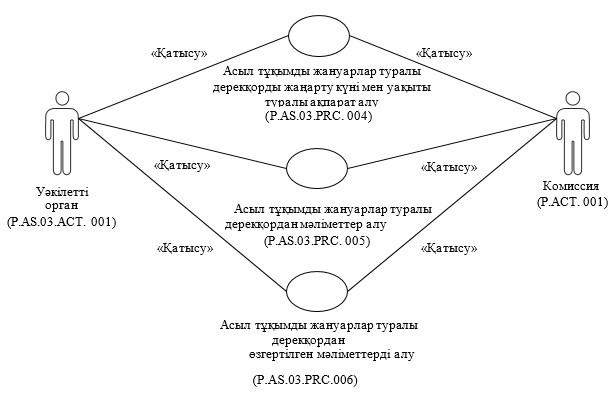 «Қатысу» «Қатысу»
Асыл тұқымды жануарлар туралы
дерекқорды жаңарту күні мен уақыты
туралы ақпарат алу
(P.AS.03.PRC. 004)
«Қатысу» «Қатысу»
Уәкілетті
орган
(P.AS.03.ACT. 001)
Комиссия
(P.ACT. 001)
Асыл тұқымды жануарлар туралы
дерекқордан мәліметтер алу
(P.AS.03.PRC. 005)
«Қатысу» «Қатысу»
Асыл тұқымды жануарлар туралы
дерекқордан
өзгертілген мәліметтерді алу
(P.AS.03.PRC.006)